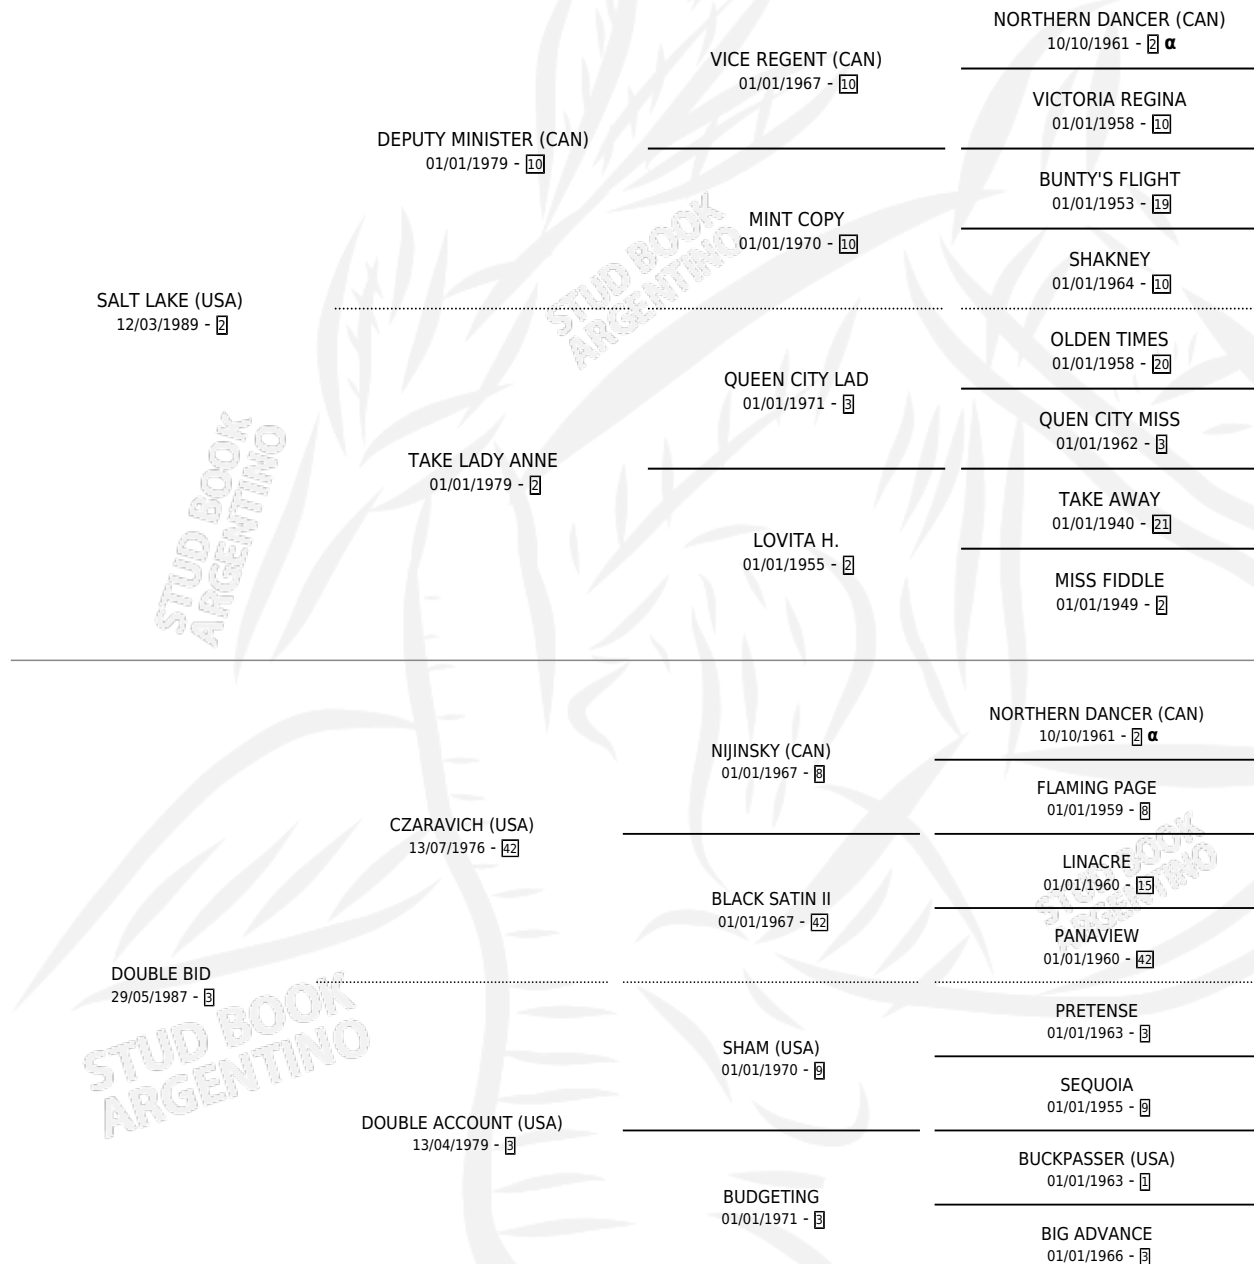 NORTHERN DANCER (CAN)
10/10/1961 - 2 α
VICE REGENT (CAN)
01/01/1967 - 10
VICTORIA REGINA
01/01/1958 - 10
DEPUTY MINISTER (CAN)
01/01/1979 - 10
BUNTY'S FLIGHT
01/01/1953 - 19
MINT COPY
01/01/1970 - 10
SHAKNEY
01/01/1964 - 10
SALT LAKE (USA)
12/03/1989 - 2
OLDEN TIMES
01/01/1958 - 20
QUEEN CITY LAD
01/01/1971 - 3
QUEN CITY MISS
01/01/1962 - 3
TAKE LADY ANNE
01/01/1979 - 2
TAKE AWAY
01/01/1940 - 21
LOVITA H.
01/01/1955 - 2
MISS FIDDLE
01/01/1949 - 2
NORTHERN DANCER (CAN)
10/10/1961 - 2 α
NIJINSKY (CAN)
01/01/1967 - 8
FLAMING PAGE
01/01/1959 - 8
CZARAVICH (USA)
13/07/1976 - 42
LINACRE
01/01/1960 - 15
BLACK SATIN II
01/01/1967 - 42
PANAVIEW
01/01/1960 - 42
DOUBLE BID
29/05/1987 - 3
PRETENSE
01/01/1963 - 3
SHAM (USA)
01/01/1970 - 9
SEQUOIA
01/01/1955 - 9
DOUBLE ACCOUNT (USA)
13/04/1979 - 3
BUCKPASSER (USA)
01/01/1963 - 1
BUDGETING
01/01/1971 - 3
BIG ADVANCE
01/01/1966 - 3
STUD BOOK
ARGENTINO
STUD BOOK
ARGENTINO
STUD BOOK
ARGENTINO
STUD BOOK
ARGENTINO